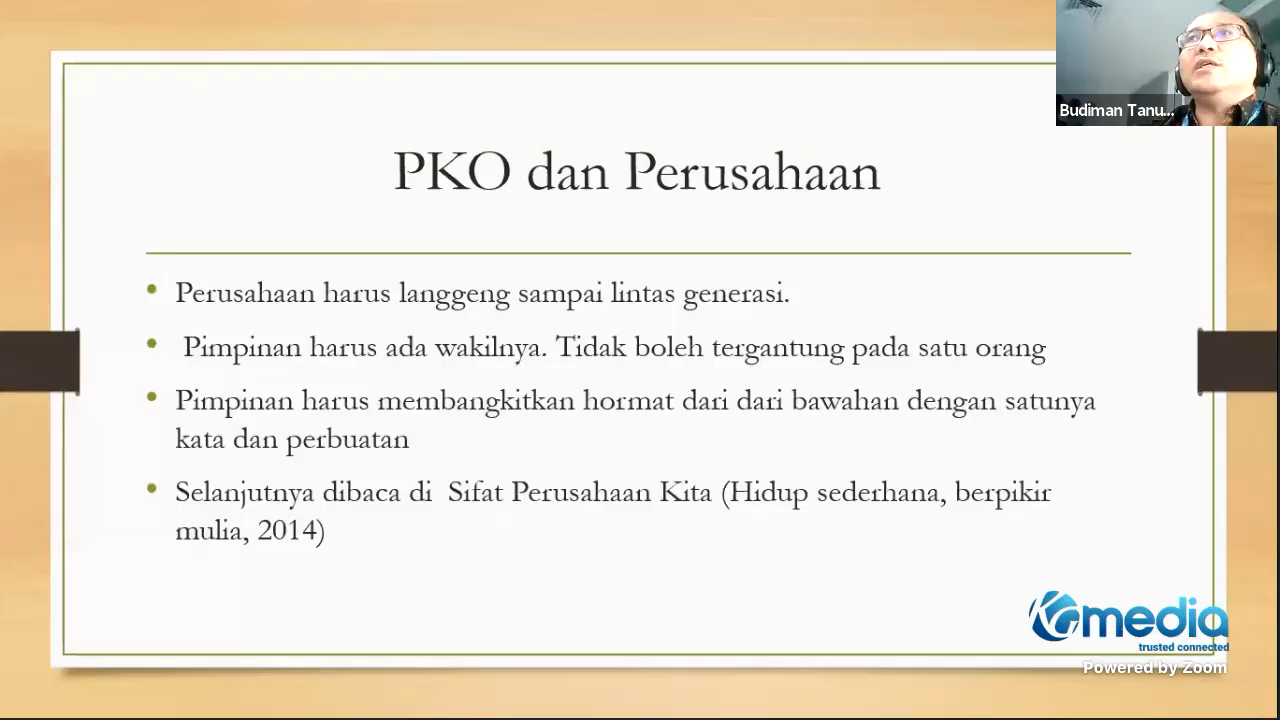 Budiman Tanu...
PKO dan Perusahaan
Perusahaan harus langgeng sampai lintas generasi.
Pimpinan harus ada wakilnya. Tidak boleh tergantung pada satu orang
Pimpinan harus membangkitkan hormat dari dari bawahan dengan satunya
kata dan perbuatan
Selanjutnya dibaca di Sifat Perusahaan Kita (Hidup sederhana, berpikir
mulia, 2014)
Gmedia
trusted connected
Powered by Zoom